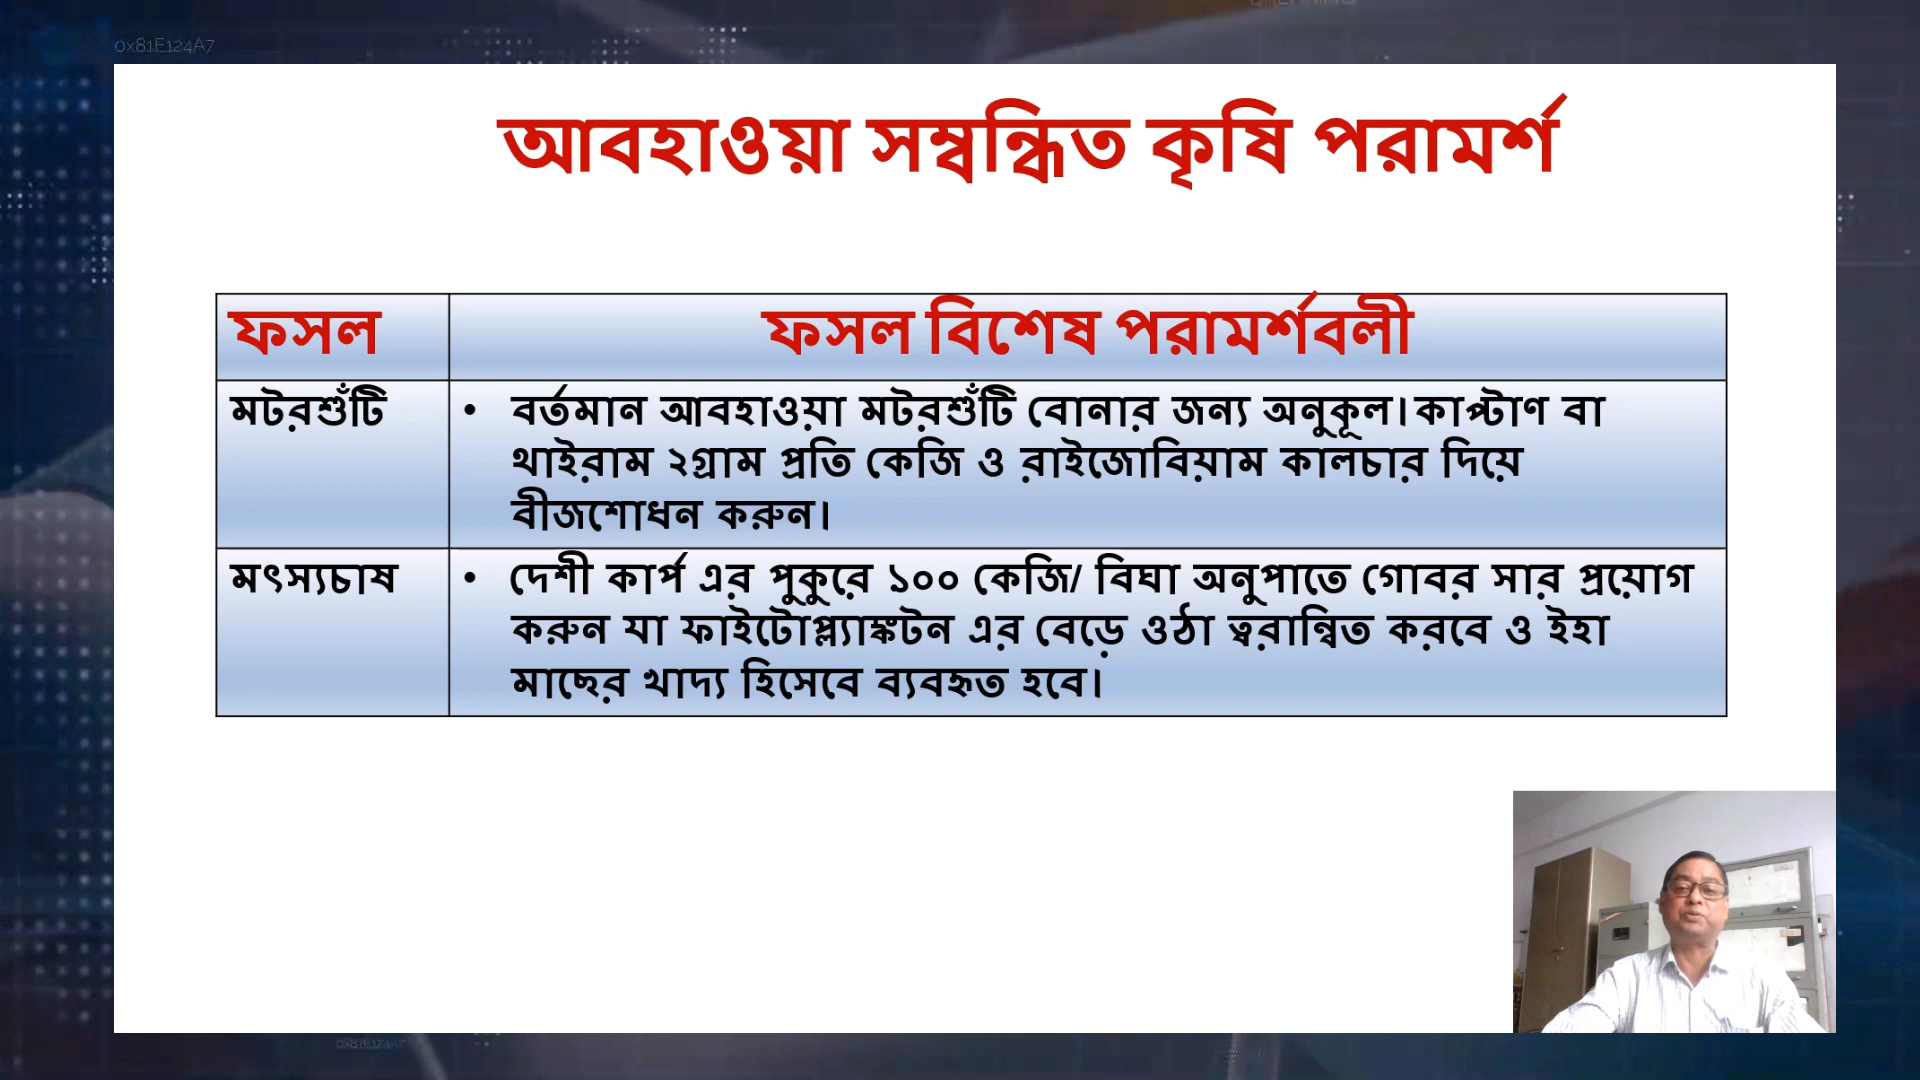 0x81E124A7
আবহাওয়া সম্বন্ধিত কৃষি পরামর্শ
ফসল
ফসল বিশেষ পরামর্শবলী
মটরশুঁটি
• বর্তমান আবহাওয়া মটরশুঁটি বোনার জন্য অনুকূল। কাপ্টাণ বা
থাইরাম ২গ্রাম প্রতি কেজি ও রাইজোবিয়াম কালচার দিয়ে
বীজশোধন করুন।
মৎস্যচাষ
• দেশী কার্প এর পুকুরে ১০০ কেজি/ বিঘা অনুপাতে গোবর সার প্রয়োগ
করুন যা ফাইটোপ্ল্যাঙ্কটন এর বেড়ে ওঠা ত্বরান্বিত করবে ও ইহা
মাছের খাদ্য হিসেবে ব্যবহৃত হবে।